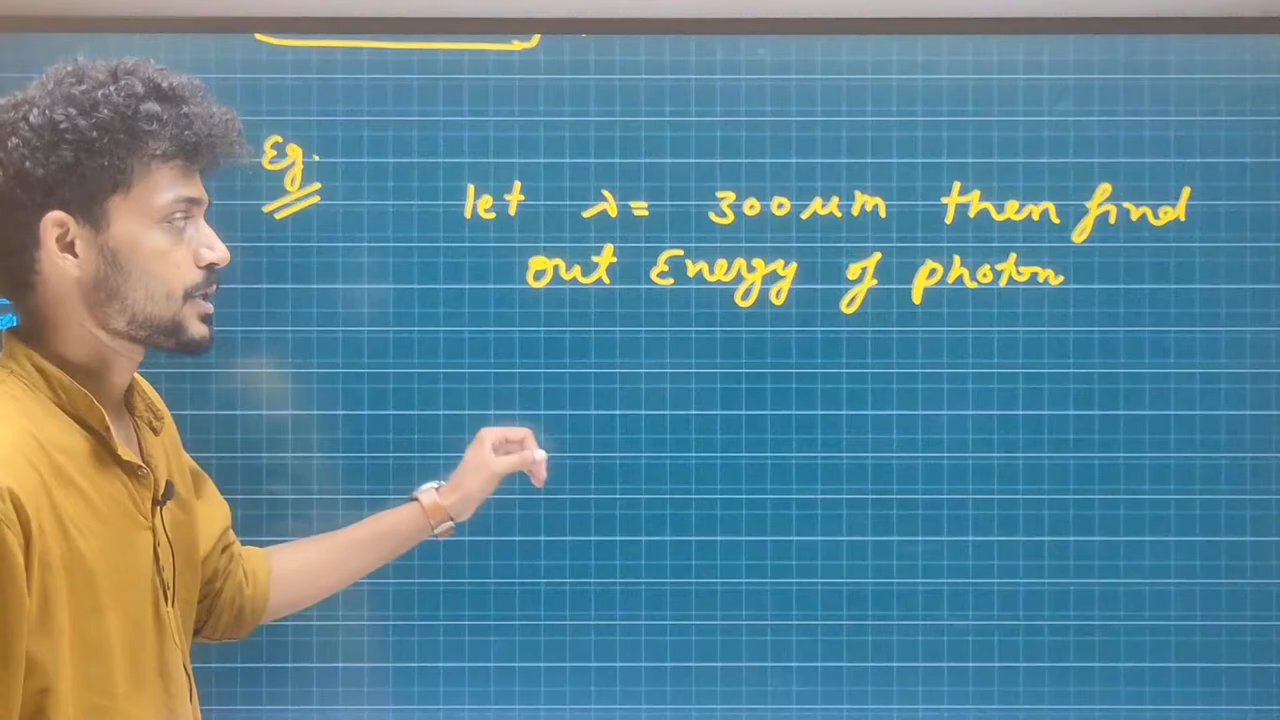 Eg.
let λ = 300 μm then find
out Energy of photon